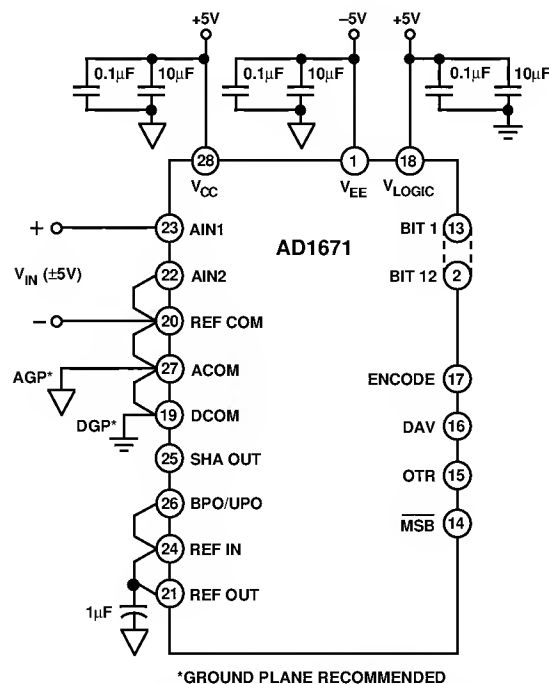 +5V
–5V
+5V
0.1µF
10µF
0.1µF
10µF
0.1µF
10µF
28
1
18
VCC
VEE
VLOGIC
+
23
AIN1
AD1671
BIT 1
13
VIN (±5V)
22
AIN2
BIT 12
2
–
20
REF COM
AGP*
27
ACOM
ENCODE
17
DGP*
19
DCOM
DAV
16
25
SHA OUT
OTR
15
26
BPO/UPO
MSB
14
24
REF IN
1µF
21
REF OUT
*GROUND PLANE RECOMMENDED